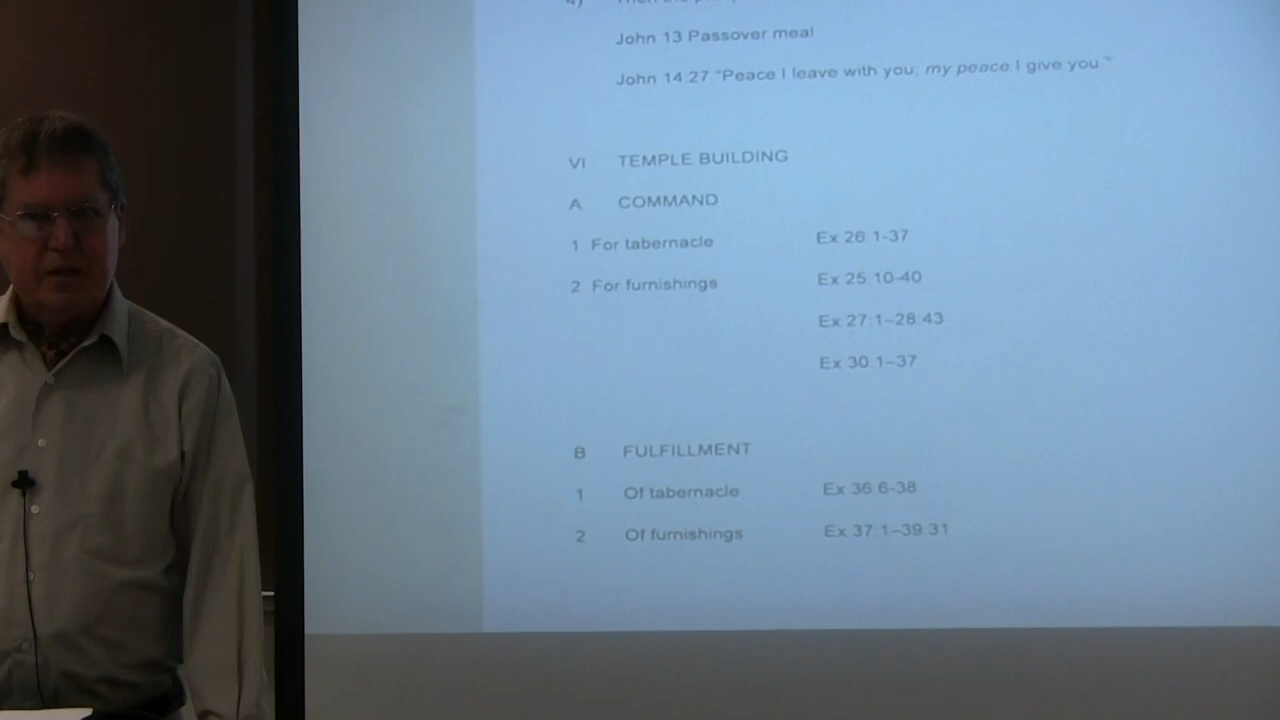 John 13 Passover meal
John 14:27 "Peace I leave with you; my peace I give you."
VI TEMPLE BUILDING
A COMMAND
1 For tabernacle Ex 26:1-37
2 For furnishings Ex 25:10-40
Ex 27:1–28:43
Ex 30:1–37
B FULFILLMENT
1 Of tabernacle Ex 36:6-38
2 Of furnishings Ex 37:1–39:31